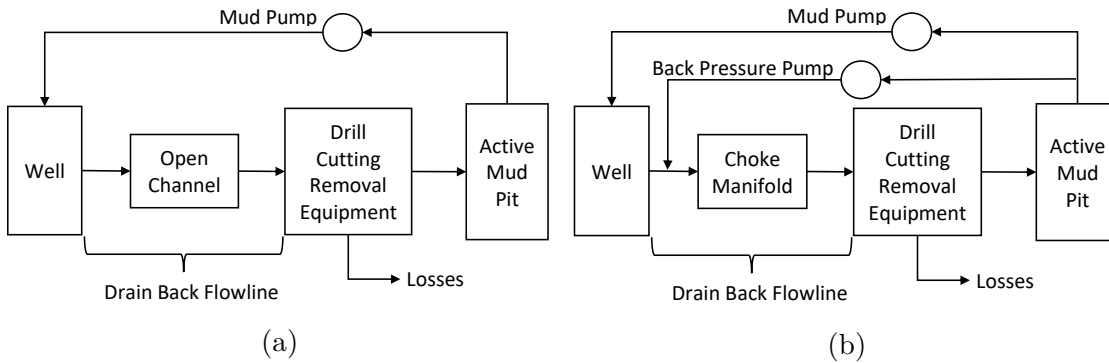 Mud Pump
Well
Open
Channel
Drill
Cutting
Removal
Equipment
Active
Mud
Pit
Losses
Drain Back Flowline
(a)
Mud Pump
Back Pressure Pump
Well
Choke
Manifold
Drill
Cutting
Removal
Equipment
Active
Mud
Pit
Losses
Drain Back Flowline
(b)